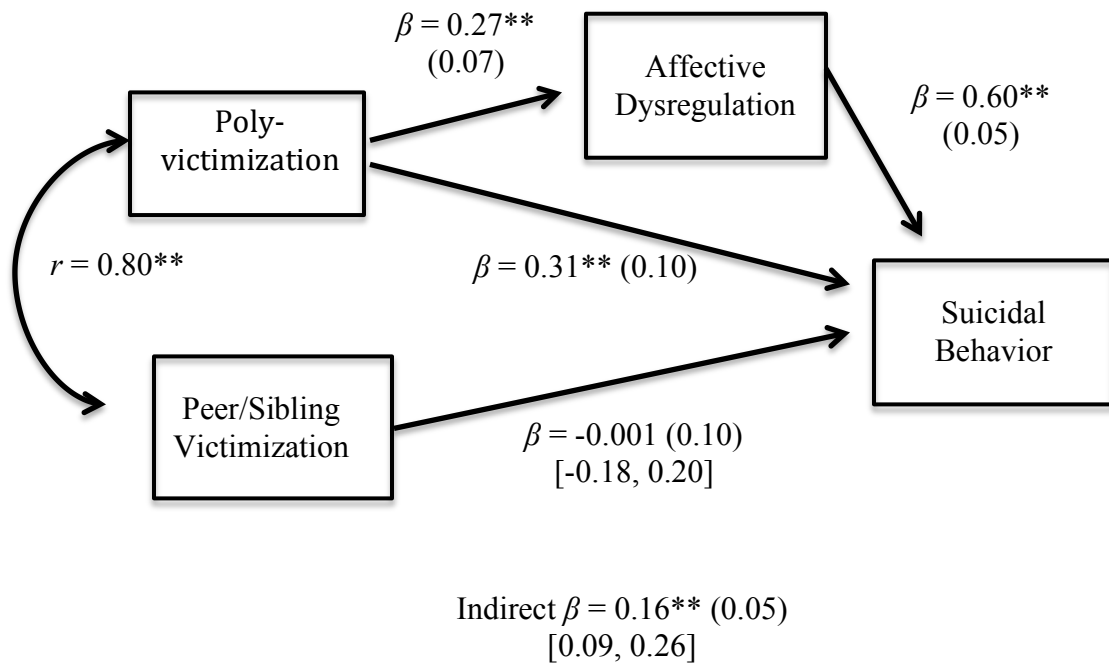 β = 0.27**
(0.07)
Affective
Dysregulation
β = 0.60**
(0.05)
Poly-
victimization
r = 0.80**
β = 0.31** (0.10)
Suicidal
Behavior
Peer/Sibling
Victimization
β = -0.001 (0.10)
[-0.18, 0.20]
Indirect β = 0.16** (0.05)
[0.09, 0.26]